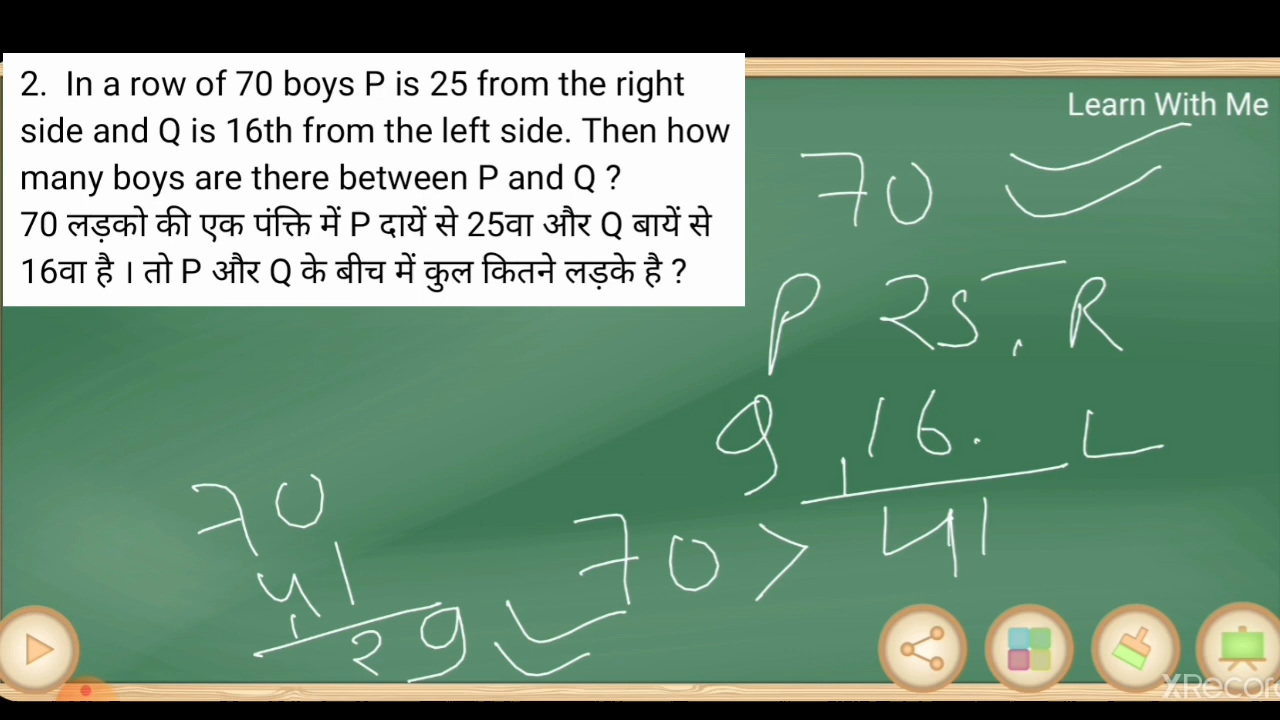 2. In a row of 70 boys P is 25 from the right
side and Q is 16th from the left side. Then how
many boys are there between P and Q ?
70 लड़को की एक पंक्ति में P दायें से 25वा और Q बायें से
16वा है । तो P और Q के बीच में कुल कितने लड़के है ?
Learn With Me
70
P 25. R
Q 16. L
41
70 > 41
70
41
29
XRecor